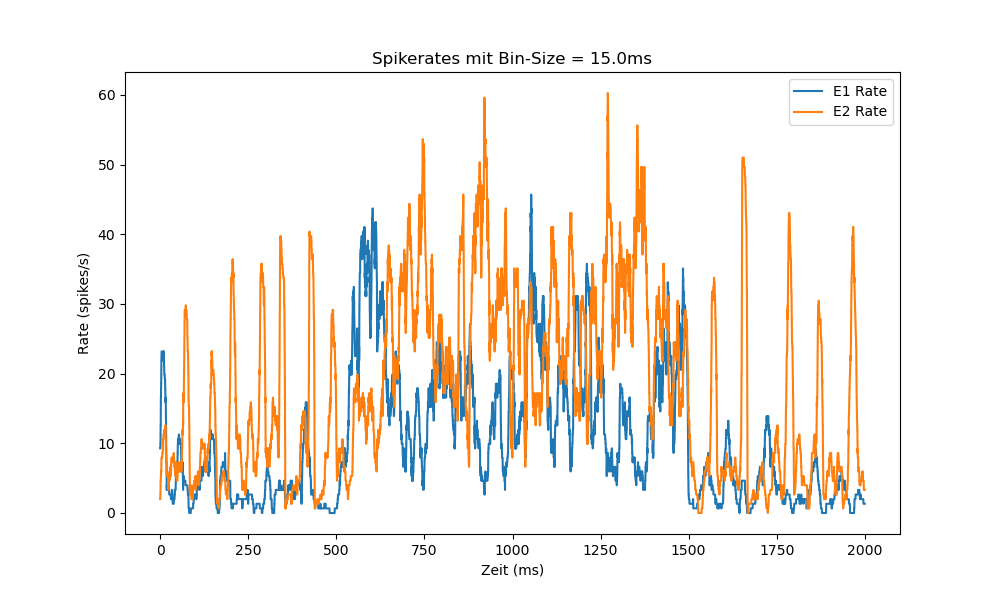 Spikerates mit Bin-Size = 15.0ms
E1 Rate
E2 Rate
60
50
40
30
20
10
0
Rate (spikes/s)
0 250 500 750 1000 1250 1500 1750 2000
Zeit (ms)